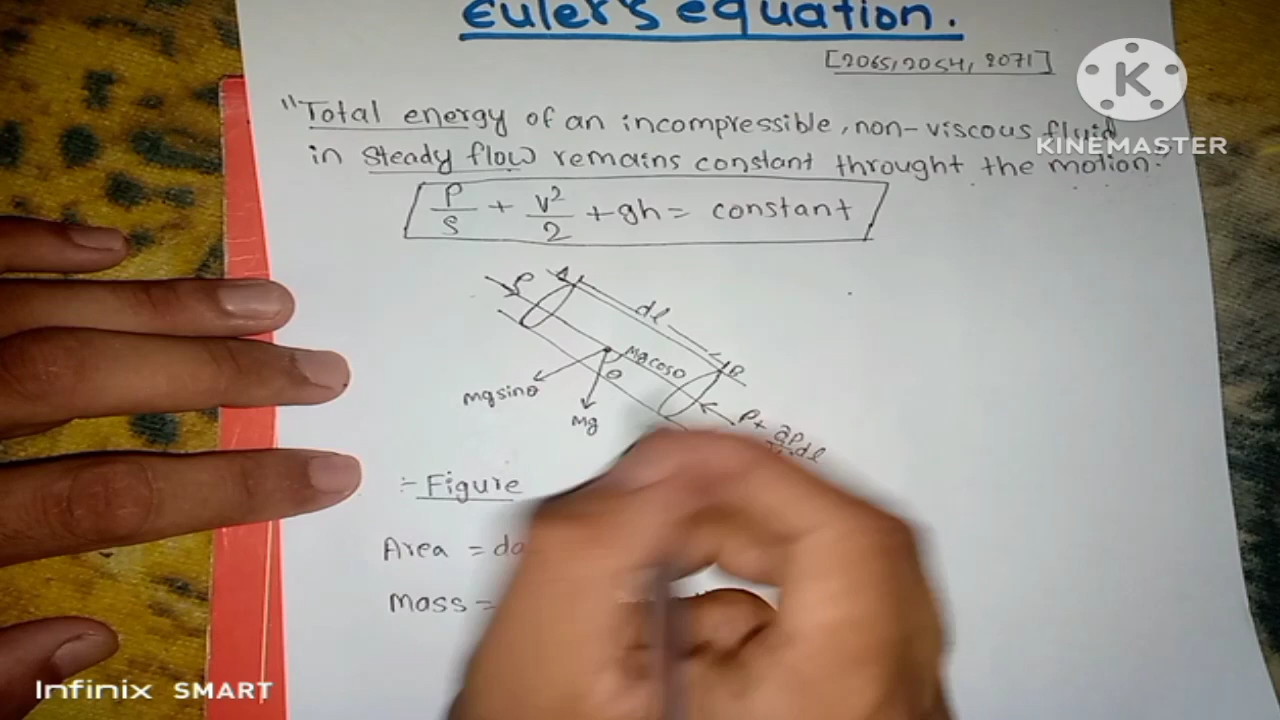 Euler's equation.
[2065, 2054, 2071]
K
KINEMASTER
"Total energy of an incompressible, non-viscous fluid
in steady flow remains constant throught the motion."
P/S + v²/2 + gh = constant
P
A
dl
B
Mgcosθ
θ
mgsinθ
Mg
P + ∂P dl
:- Figure
Area = da
Mass =
Infinix SMART